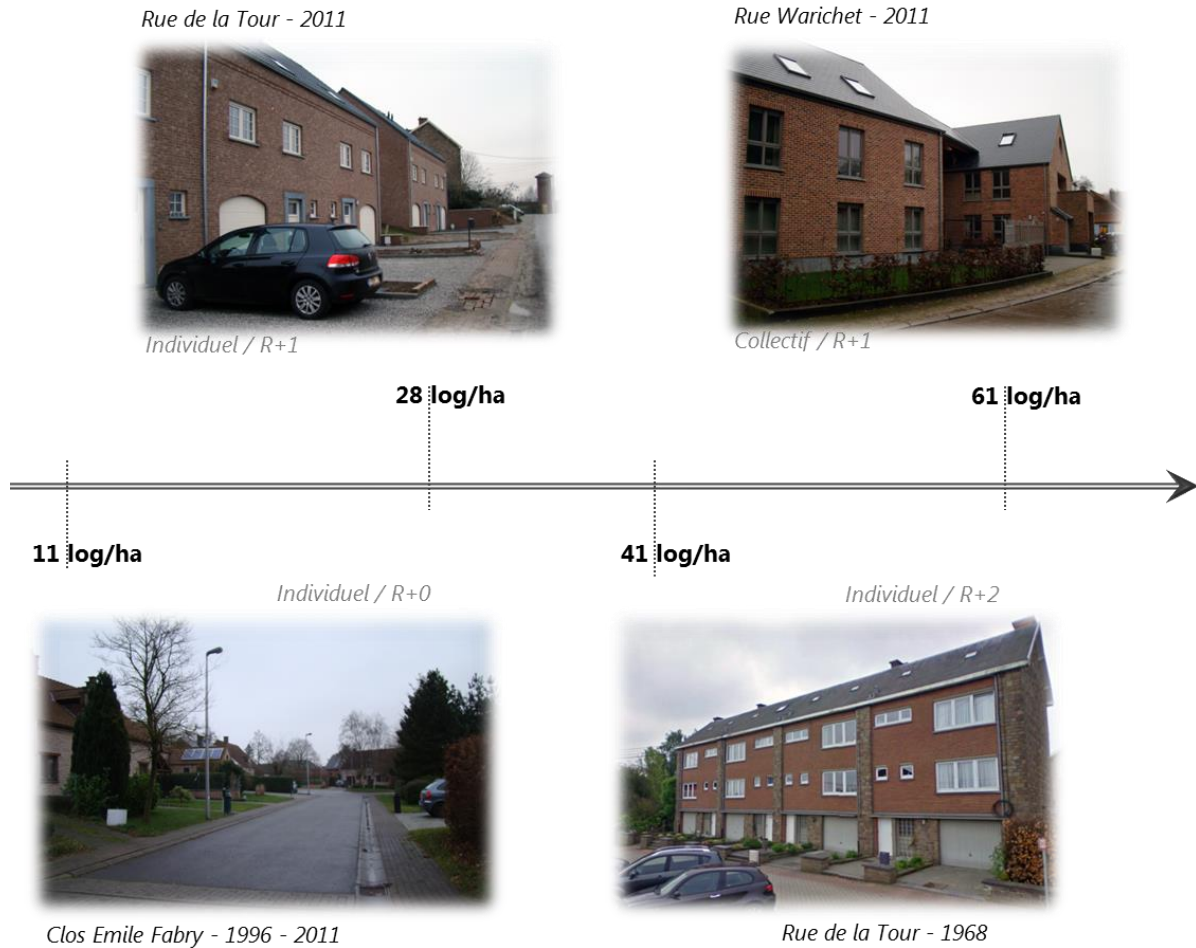 Rue de la Tour - 2011
Rue Warichet - 2011
Individuel / R+1
Collectif / R+1
28 log/ha
61 log/ha
11 log/ha
41 log/ha
Individuel / R+0
Individuel / R+2
Clos Emile Fabry - 1996 - 2011
Rue de la Tour - 1968